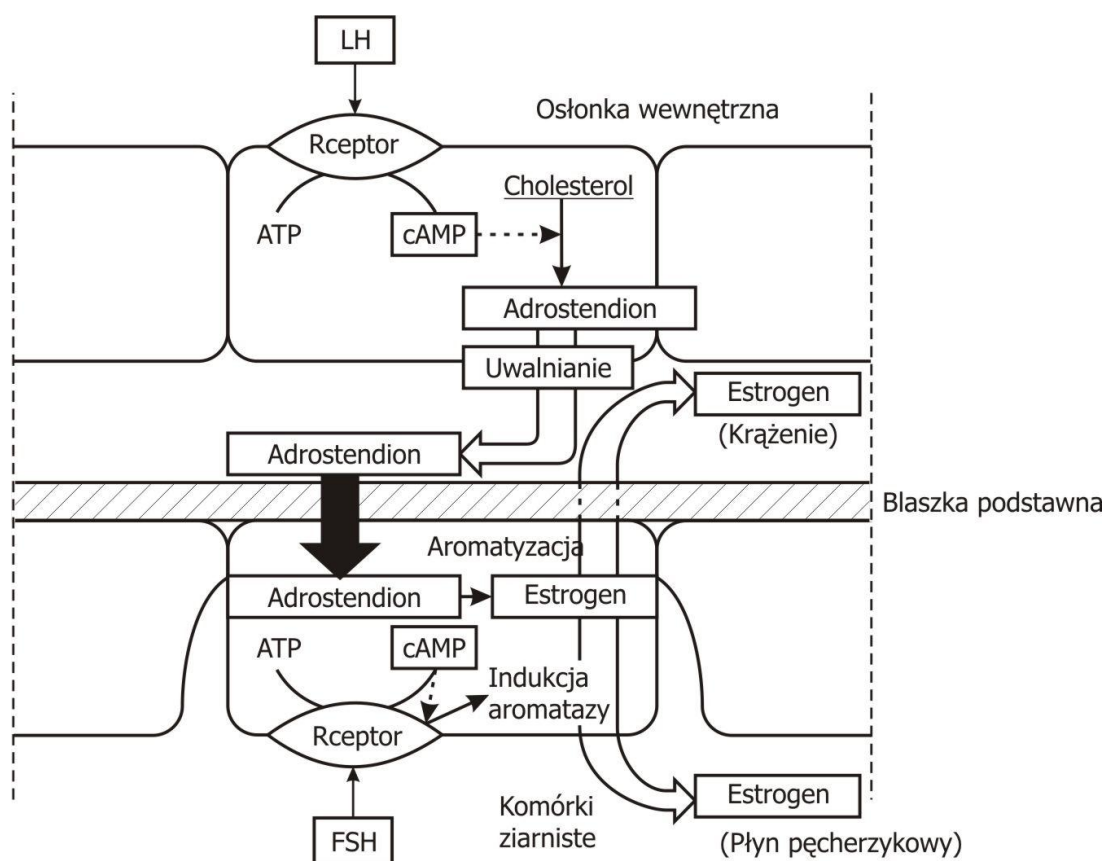 LH
Osłonka wewnętrzna
Rceptor
Cholesterol
ATP
cAMP
Adrostendion
Uwalnianie
Estrogen
(Krążenie)
Adrostendion
Blaszka podstawna
Aromatyzacja
Adrostendion
Estrogen
ATP
cAMP
Indukcja
aromatazy
Rceptor
Estrogen
(Płyn pęcherzykowy)
Komórki
ziarniste
FSH